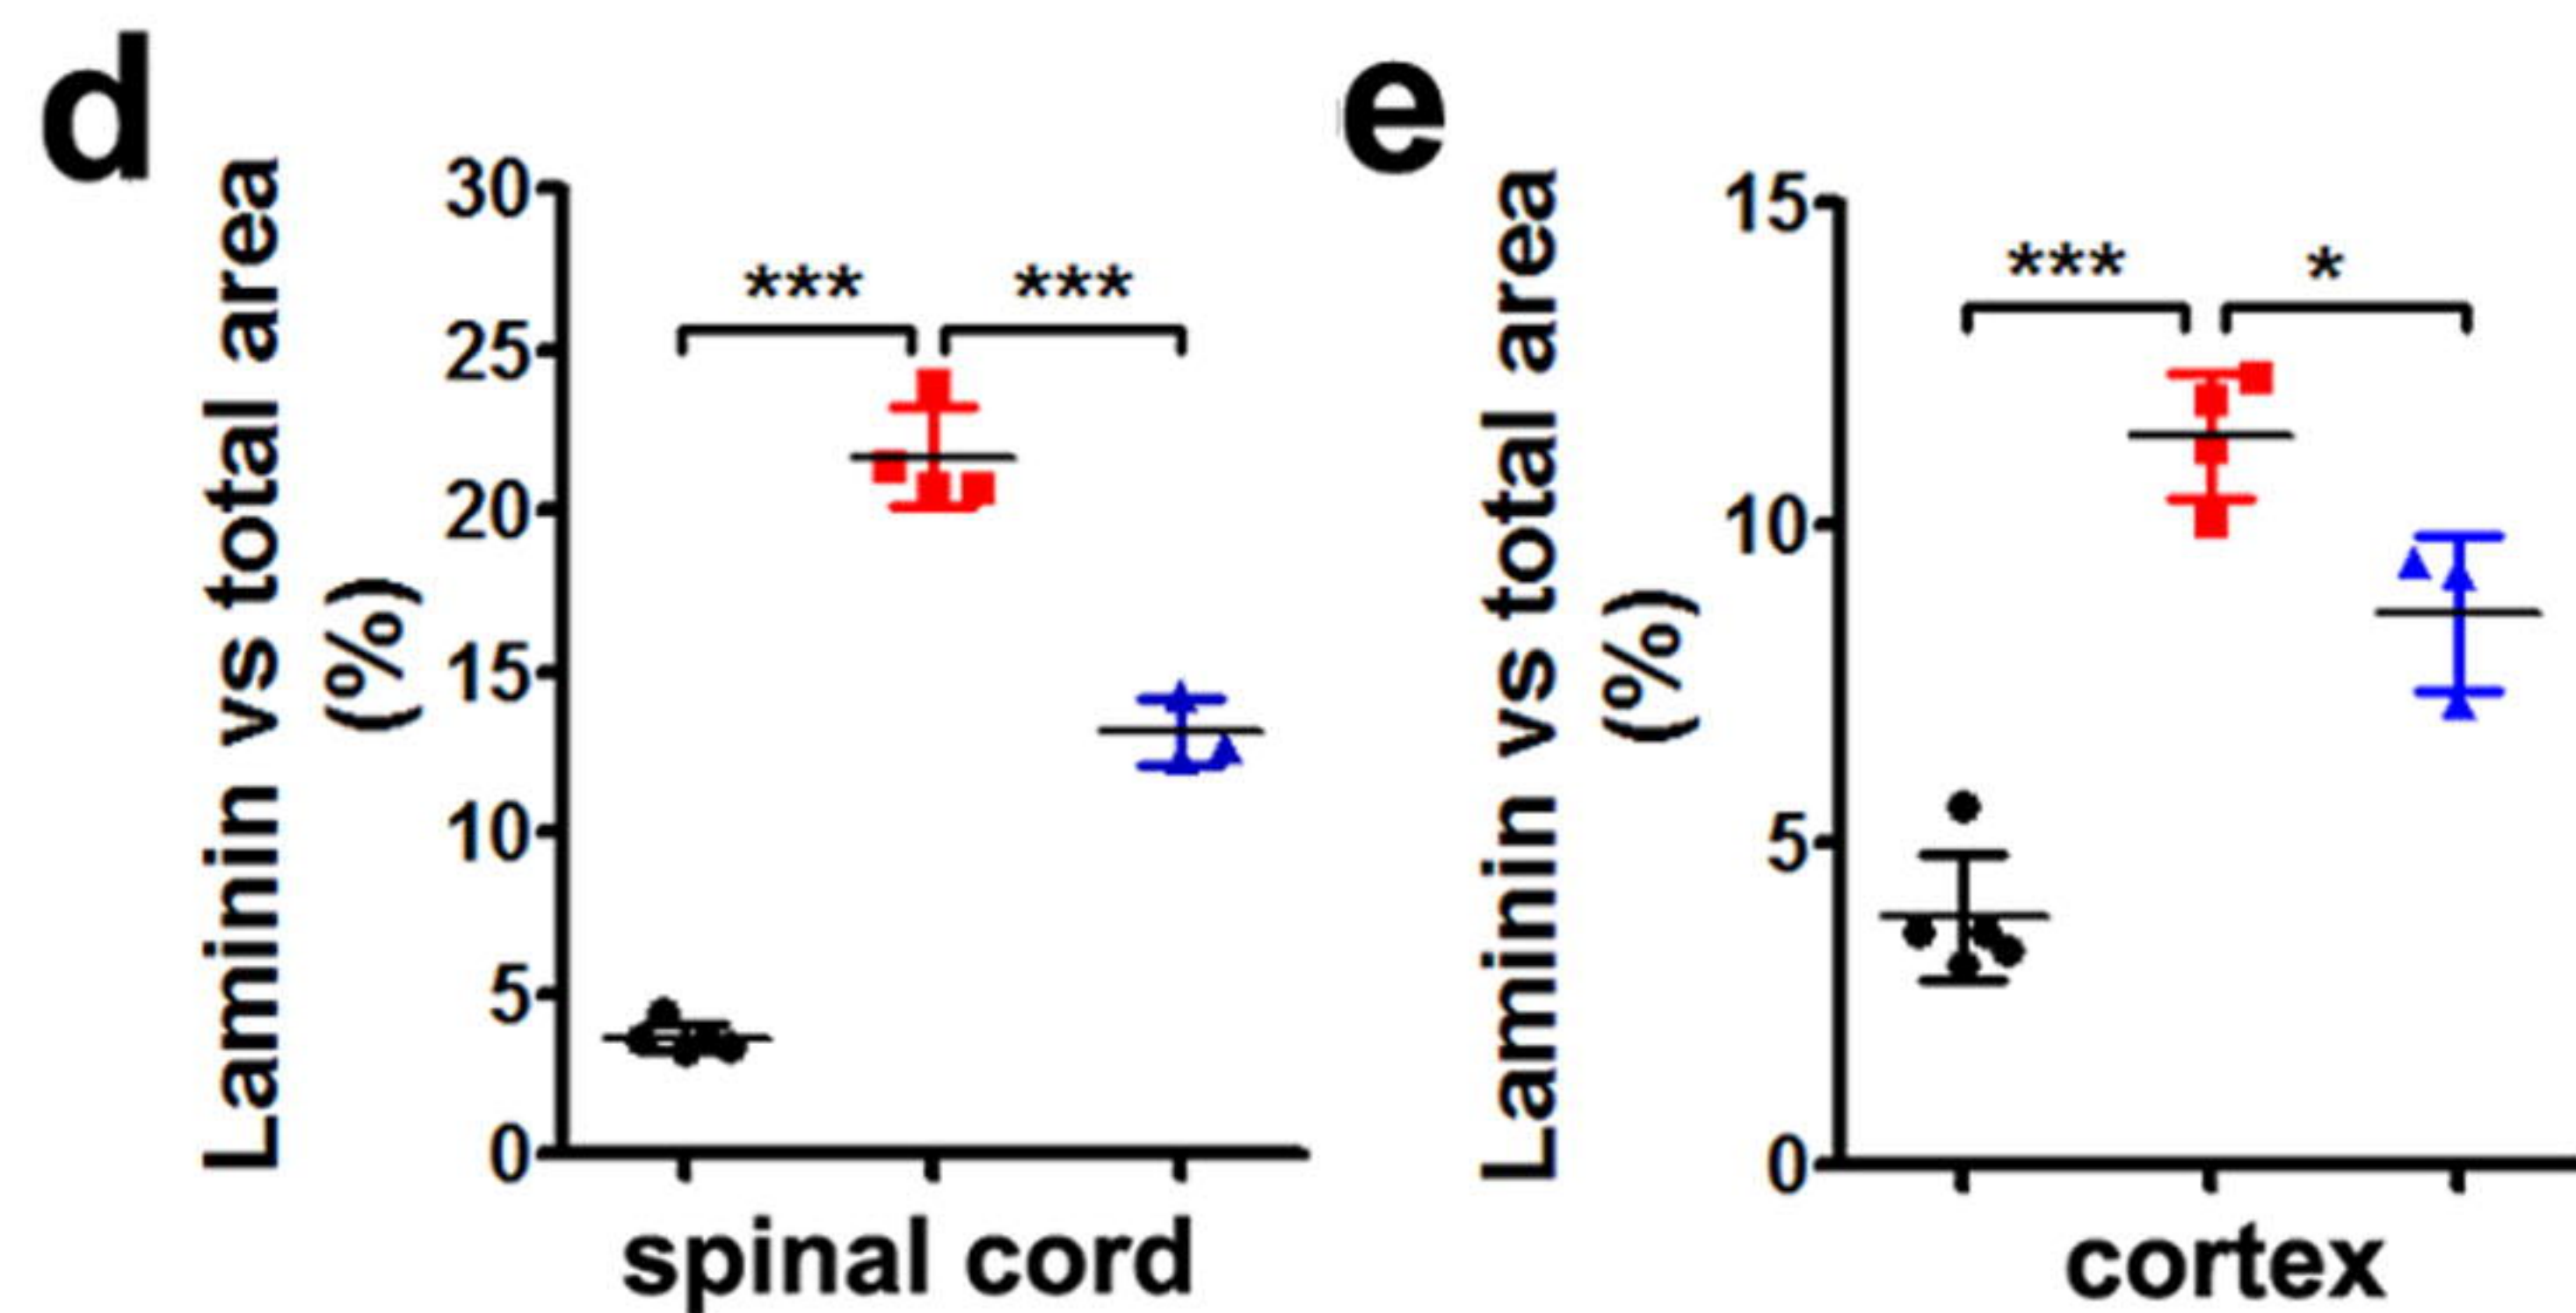 d
Laminin vs total area
(%)
30
25
20
15
10
5
0
***
***
spinal cord
e
Laminin vs total area
(%)
15
10
5
0
***
*
cortex